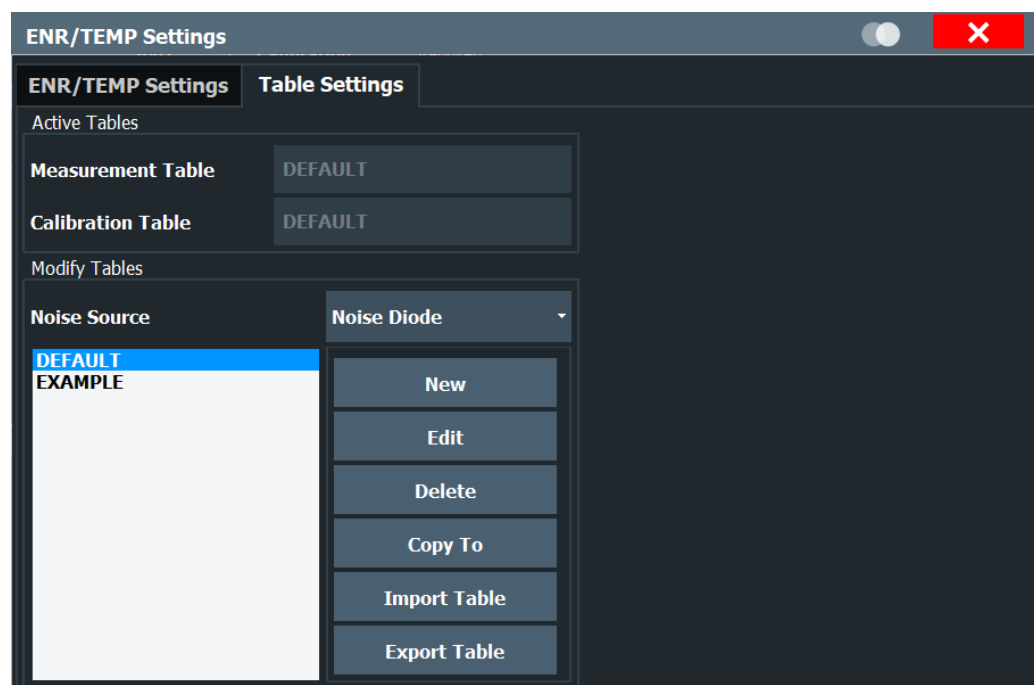 ENR/TEMP Settings
ENR/TEMP Settings Table Settings
Active Tables
Measurement Table DEFAULT
Calibration Table DEFAULT
Modify Tables
Noise Source Noise Diode
DEFAULT
EXAMPLE
New
Edit
Delete
Copy To
Import Table
Export Table